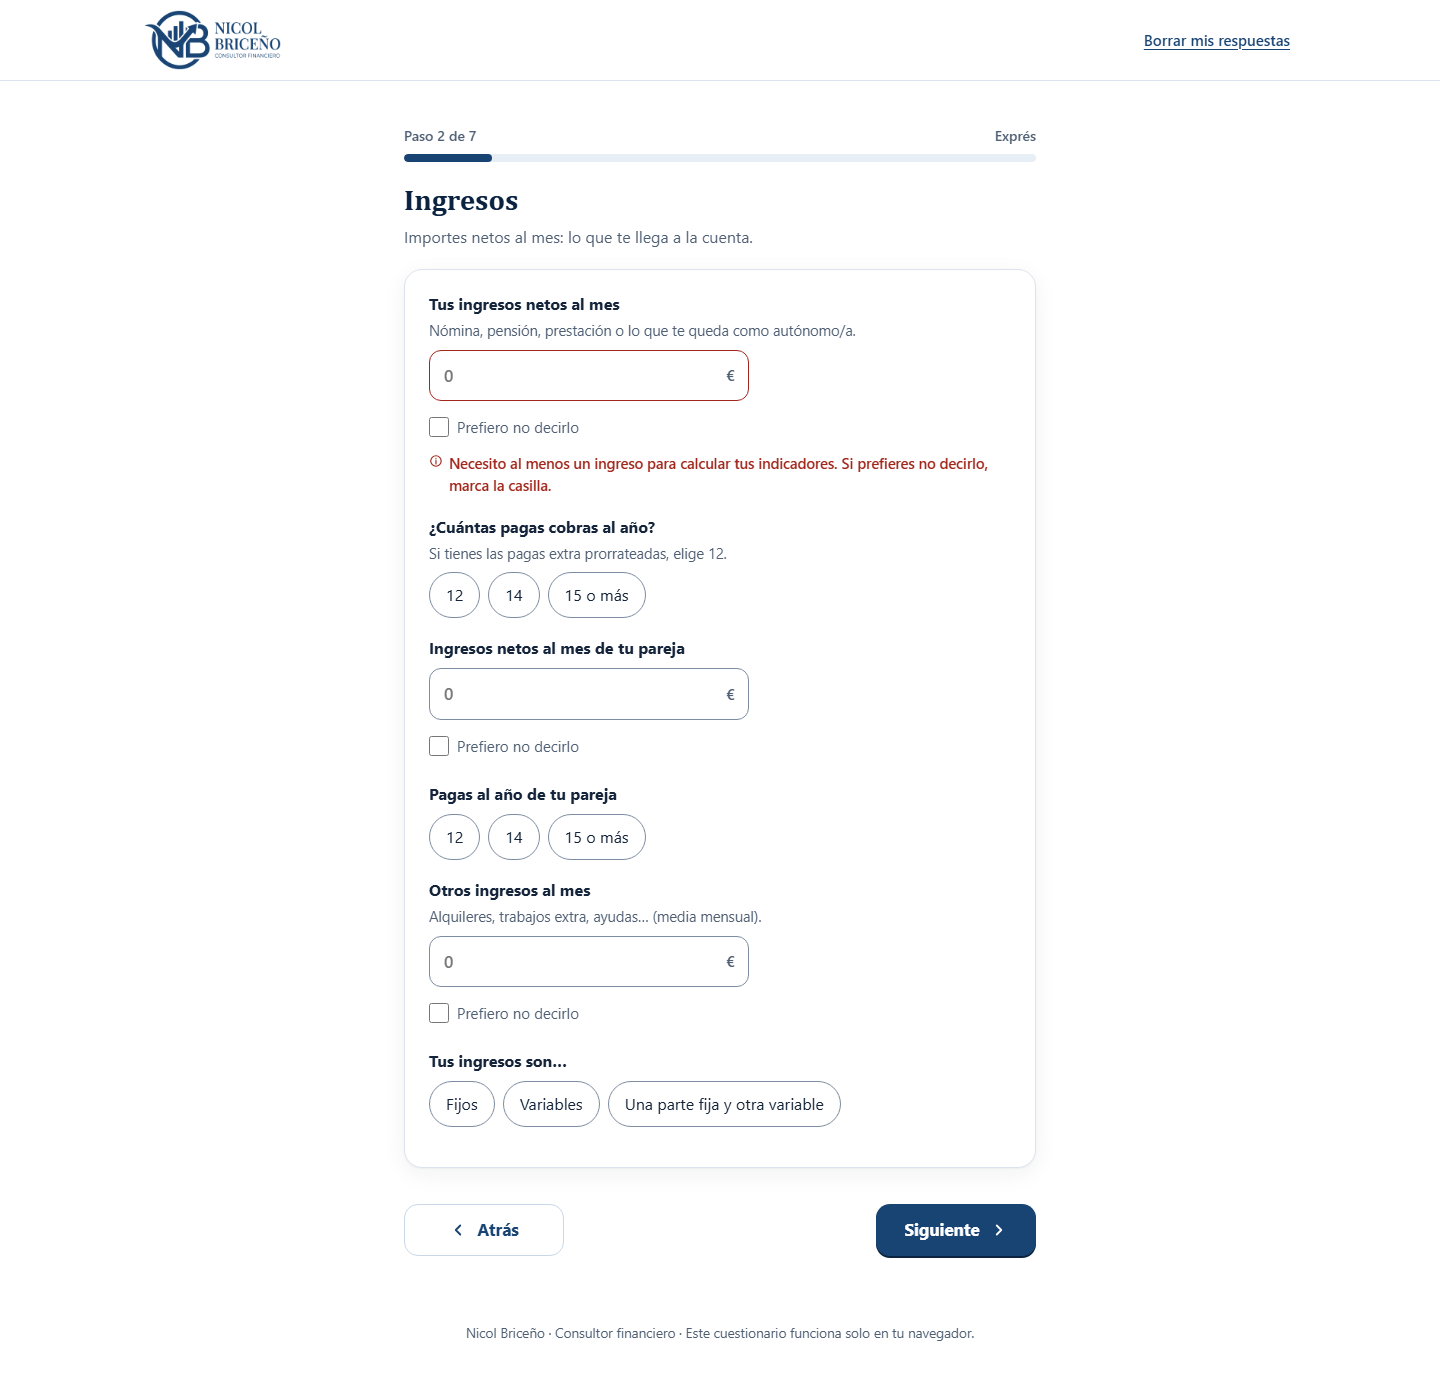 NICOL
BRICEÑO
CONSULTOR FINANCIERO
Borrar mis respuestas
Paso 2 de 7
Exprés
Ingresos
Importes netos al mes: lo que te llega a la cuenta.
Tus ingresos netos al mes
Nómina, pensión, prestación o lo que te queda como autónomo/a.
0 €
Prefiero no decirlo
Necesito al menos un ingreso para calcular tus indicadores. Si prefieres no decirlo,
marca la casilla.
¿Cuántas pagas cobras al año?
Si tienes las pagas extra prorrateadas, elige 12.
12 14 15 o más
Ingresos netos al mes de tu pareja
0 €
Prefiero no decirlo
Pagas al año de tu pareja
12 14 15 o más
Otros ingresos al mes
Alquileres, trabajos extra, ayudas… (media mensual).
0 €
Prefiero no decirlo
Tus ingresos son…
Fijos Variables Una parte fija y otra variable
Atrás
Siguiente
Nicol Briceño · Consultor financiero · Este cuestionario funciona solo en tu navegador.